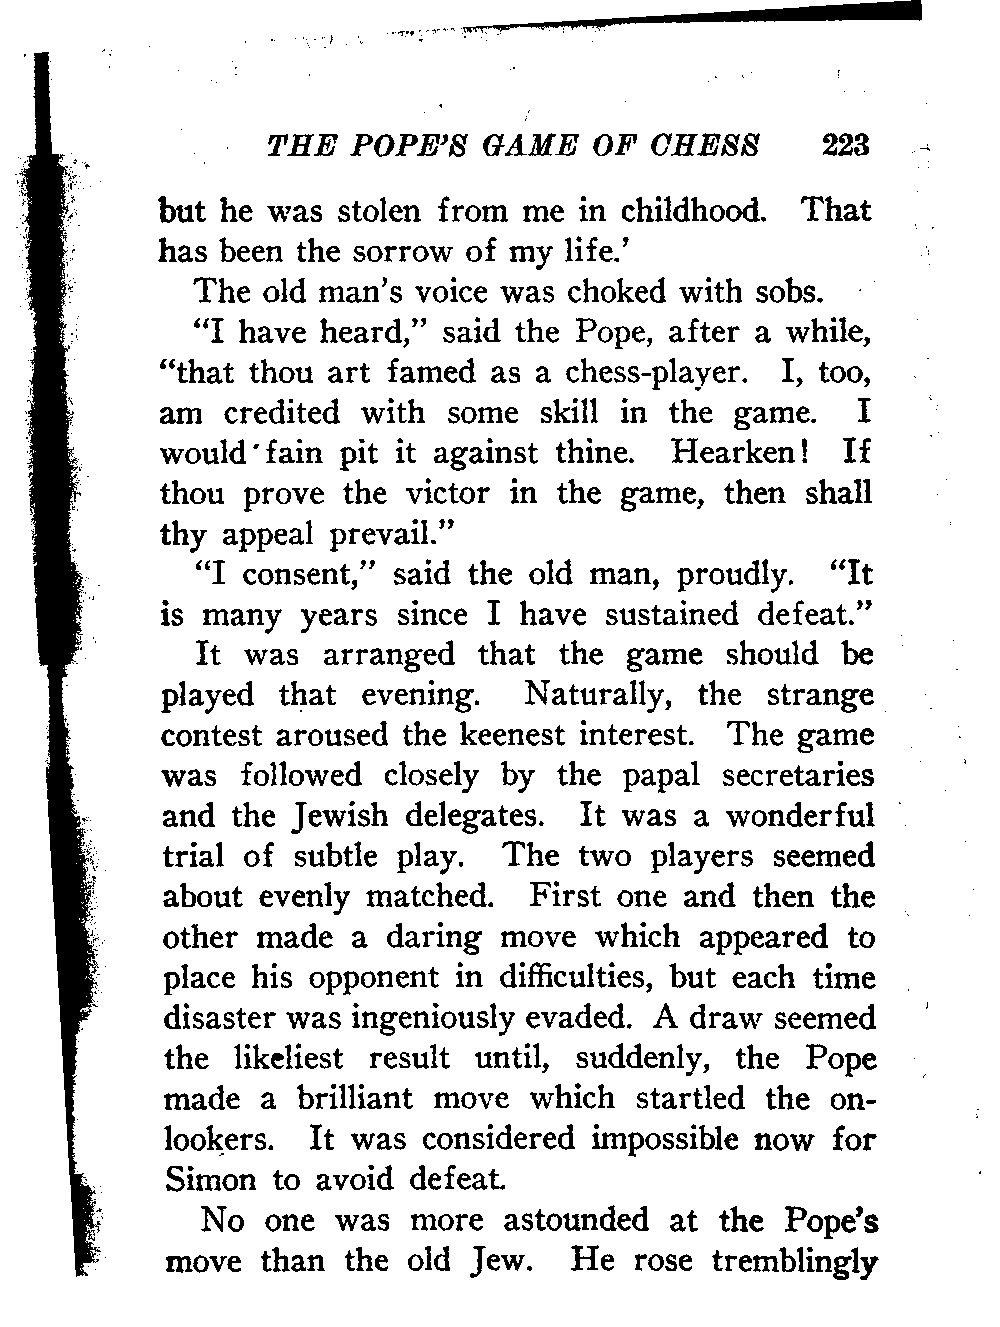 THE POPE'S GAME OF CHESS 223
but he was stolen from me in childhood. That
has been the sorrow of my life.'
The old man's voice was choked with sobs.
“I have heard,” said the Pope, after a while,
“that thou art famed as a chess-player. I, too,
am credited with some skill in the game. I
would fain pit it against thine. Hearken! If
thou prove the victor in the game, then shall
thy appeal prevail.”
“I consent,” said the old man, proudly. “It
is many years since I have sustained defeat.”
It was arranged that the game should be
played that evening. Naturally, the strange
contest aroused the keenest interest. The game
was followed closely by the papal secretaries
and the Jewish delegates. It was a wonderful
trial of subtle play. The two players seemed
about evenly matched. First one and then the
other made a daring move which appeared to
place his opponent in difficulties, but each time
disaster was ingeniously evaded. A draw seemed
the likeliest result until, suddenly, the Pope
made a brilliant move which startled the on-
lookers. It was considered impossible now for
Simon to avoid defeat.
No one was more astounded at the Pope's
move than the old Jew. He rose tremblingly